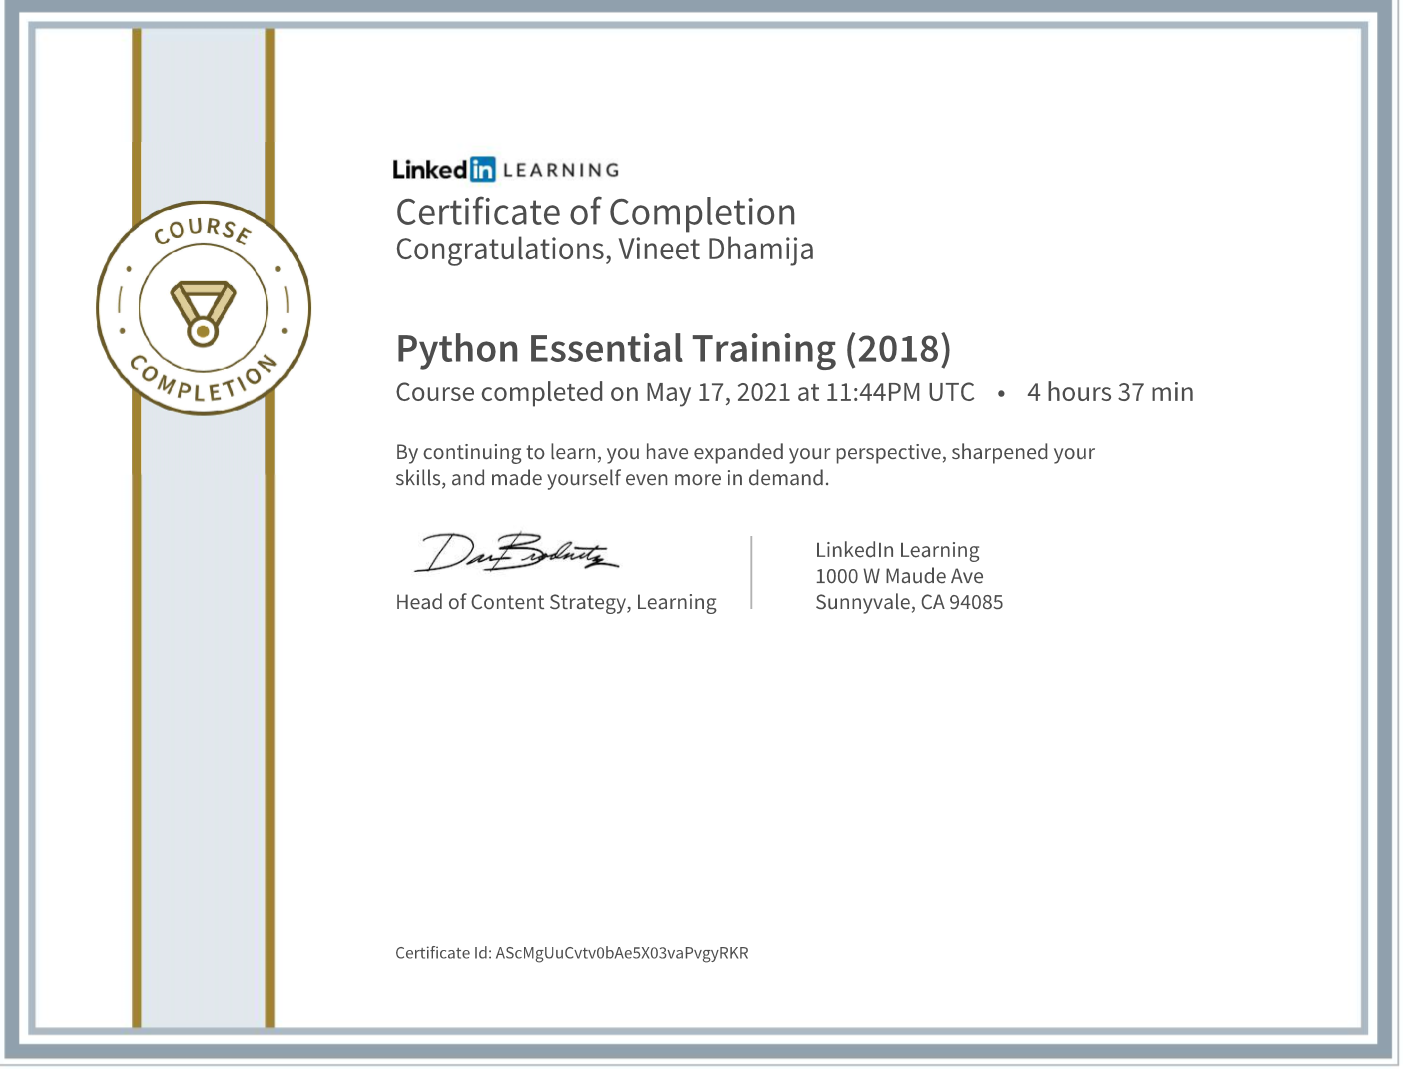 COURSE
COMPLETION
Linked in LEARNING
Certificate of Completion
Congratulations, Vineet Dhamija
Python Essential Training (2018)
Course completed on May 17, 2021 at 11:44PM UTC • 4 hours 37 min
By continuing to learn, you have expanded your perspective, sharpened your
skills, and made yourself even more in demand.
Dan Brodnitz
Head of Content Strategy, Learning
LinkedIn Learning
1000 W Maude Ave
Sunnyvale, CA 94085
Certificate Id: AScMgUuCvtv0bAe5X03vaPvgyRKR